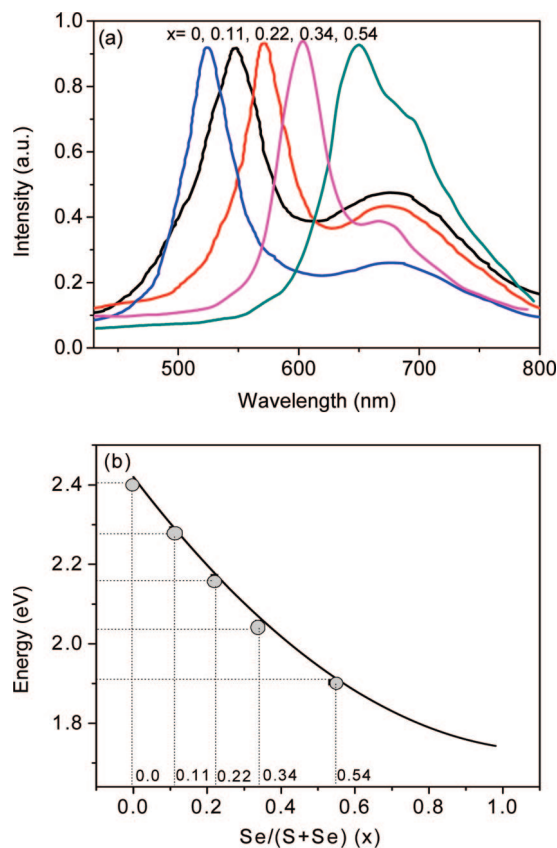 (a)
x= 0, 0.11, 0.22, 0.34, 0.54
1.0
0.8
0.6
0.4
0.2
0.0
Intensity (a.u.)
500 600 700 800
Wavelength (nm)
(b)
2.4
2.2
2.0
1.8
Energy (eV)
0.0 0.11 0.22 0.34 0.54
0.0 0.2 0.4 0.6 0.8 1.0
Se/(S+Se) (x)